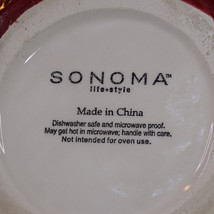 SONOMA™
life+style
Made in China
Dishwasher safe and microwave proof.
May get hot in microwave; handle with care.
Not intended for oven use.